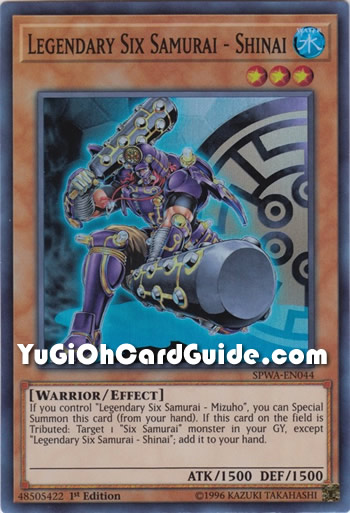 Legendary Six Samurai - Shinai
WATER
水
YuGiOhCardGuide.com
SPWA-EN044
[Warrior/Effect]
If you control "Legendary Six Samurai - Mizuho", you can Special
Summon this card (from your hand). If this card on the field is
Tributed: Target 1 "Six Samurai" monster in your GY, except
"Legendary Six Samurai - Shinai"; add it to your hand.
ATK/1500 DEF/1500
48505422 1st Edition ©1996 KAZUKI TAKAHASHI